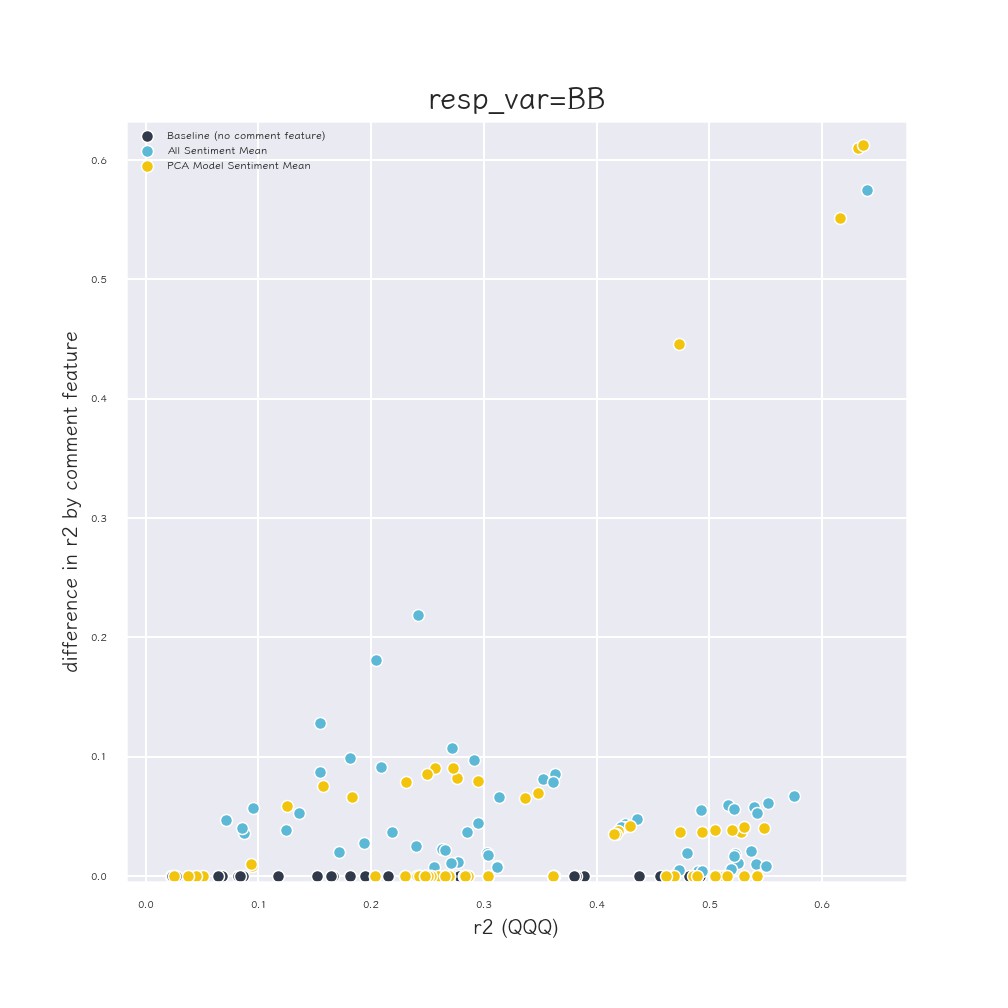 resp_var=BB
Baseline (no comment feature)
All Sentiment Mean
PCA Model Sentiment Mean
0.6
0.5
0.4
0.3
0.2
0.1
0.0
difference in r2 by comment feature
0.0 0.1 0.2 0.3 0.4 0.5 0.6
r2 (QQQ)